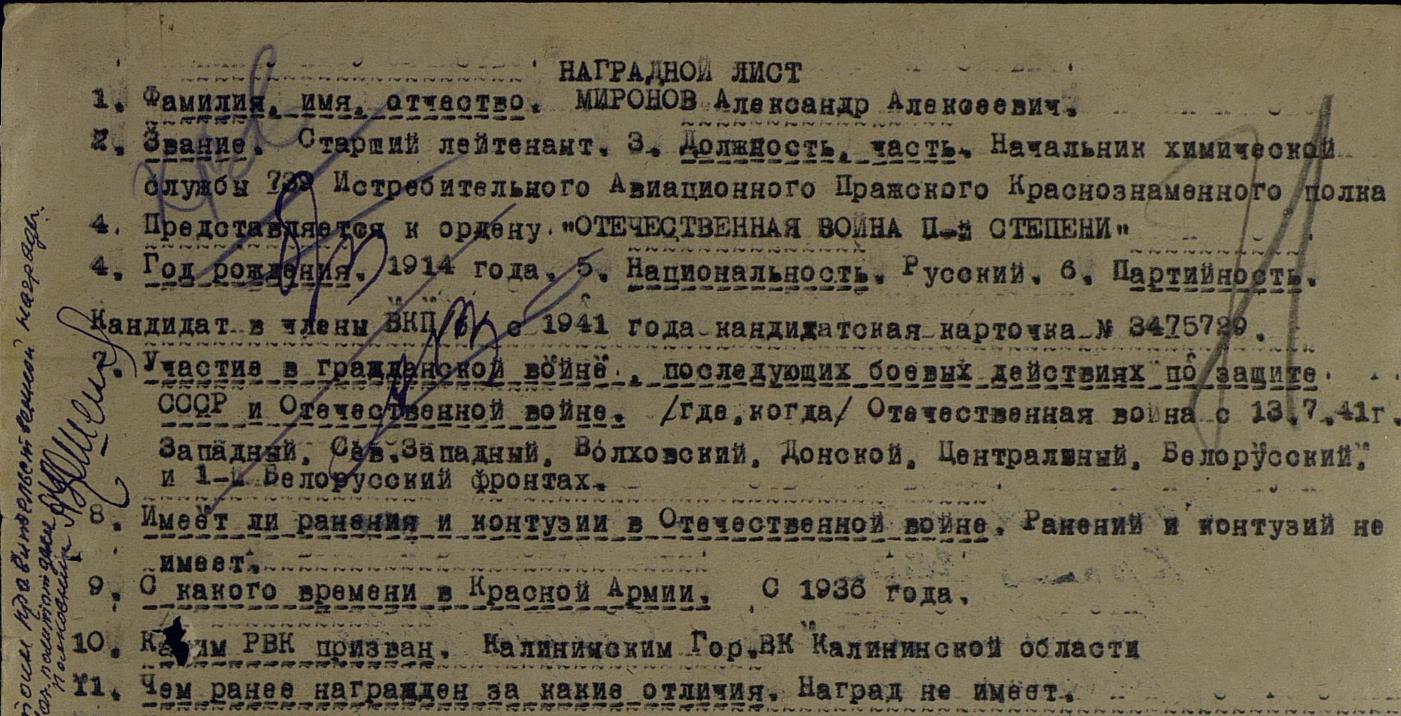 НАГРАДНОЙ ЛИСТ
1. Фамилия, имя, отчество. МИРОНОВ Александр Алексеевич.
2. Звание. Старший лейтенант. 3. Должность, часть. Начальник химической
службы Истребительного Авиационного Пражского Краснознаменного полка
4. Представляется к ордену "ОТЕЧЕСТВЕННАЯ ВОЙНА П-й СТЕПЕНИ"
4. Год рождения. 1914 года. 5. Национальность. Русский. 6. Партийность.
Кандидат в члены ВКП с 1941 года кандидатская карточка № 3475729.
7. Участие в гражданской войне, последующих боевых действиях по защите
СССР и Отечественной войне. /где,когда/ Отечественная война с 13.7.41г.
Западный, Сев.Западный, Волховский, Донской, Центральный, Белорусский,
и 1-й Белорусский фронтах.
8. Имеет ли ранения и контузии в Отечественной войне. Ранений и контузий не
имеет.
9. С какого времени в Красной Армии. С 1936 года.
10. Каким РВК призван. Калининским Гор.ВК Калининской области
11. Чем ранее награжден за какие отличия. Наград не имеет.
правительственной награды.